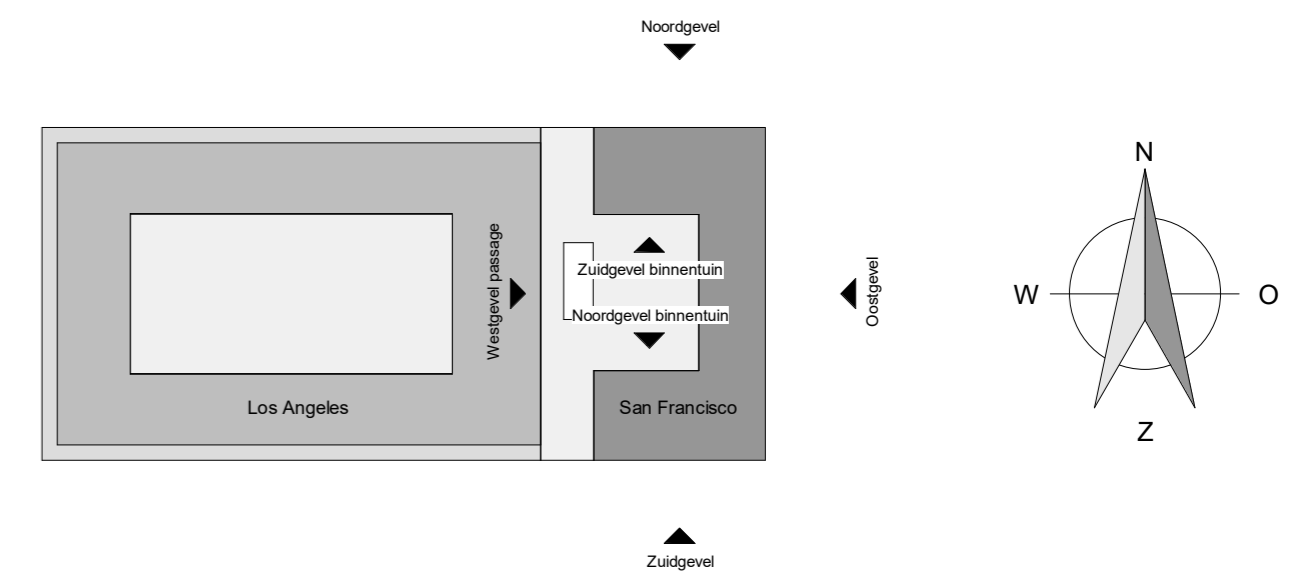 Noordgevel
N
Westgevel passage
Zuidgevel binnentuin
Noordgevel binnentuin
Oostgevel
W
O
Los Angeles
San Francisco
Z
Zuidgevel